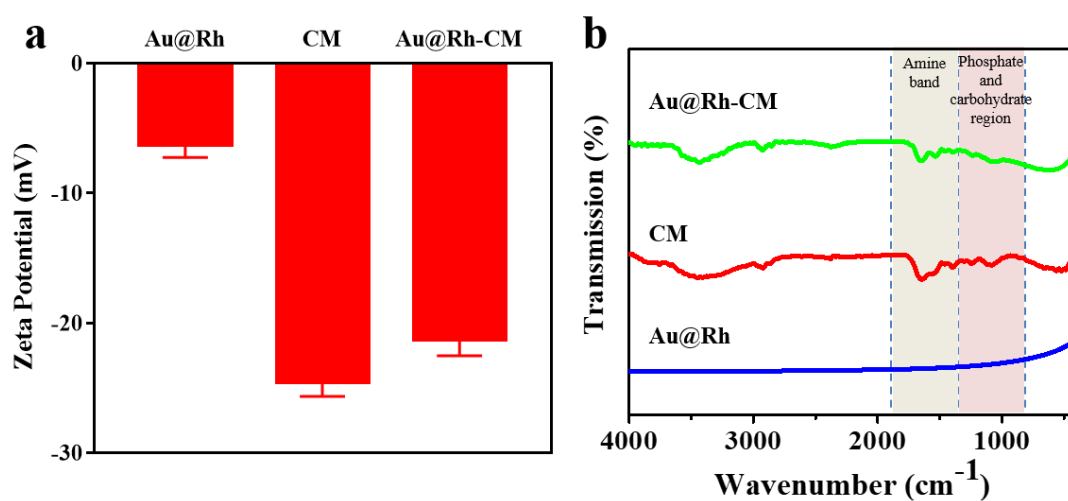 a
Au@Rh CM Au@Rh-CM
0
-10
-20
-30
Zeta Potential (mV)
b
Amine
band
Phosphate
and
carbohydrate
region
Au@Rh-CM
CM
Au@Rh
Transmission (%)
4000 3000 2000 1000
Wavenumber (cm⁻¹)